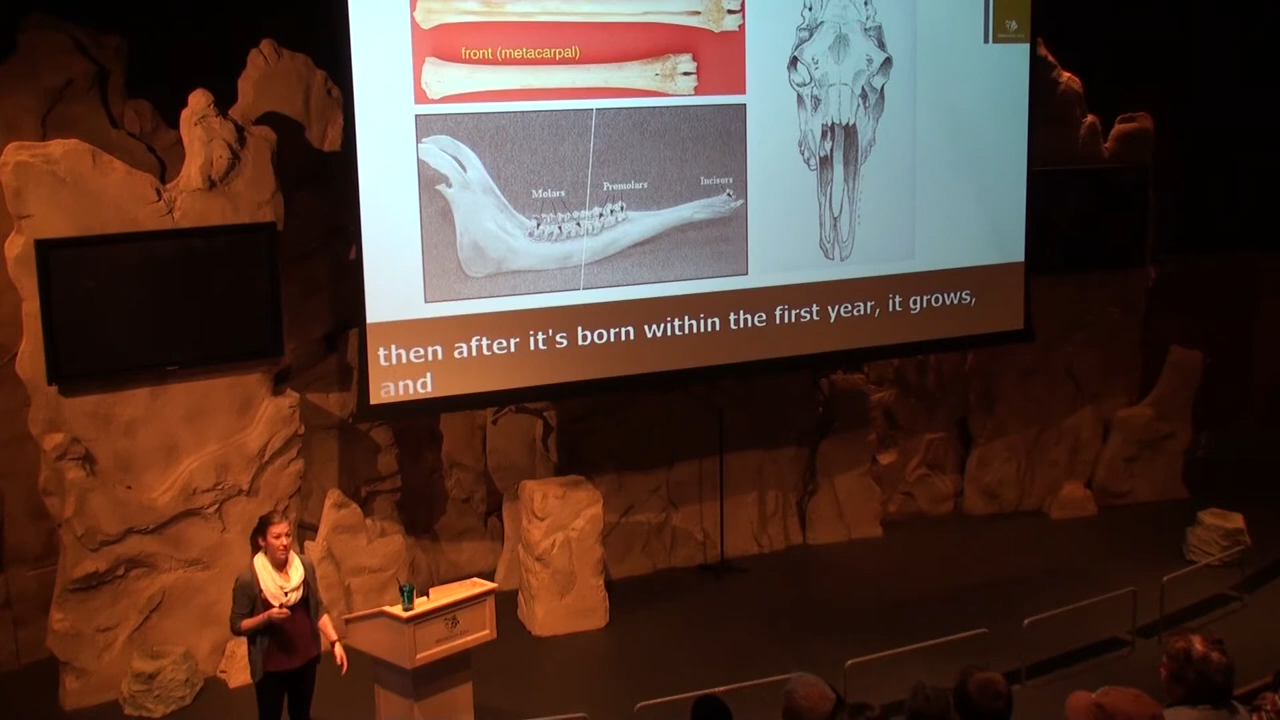 front (metacarpal)
Molars
Premolars
Incisors
then after it's born within the first year, it grows,
and